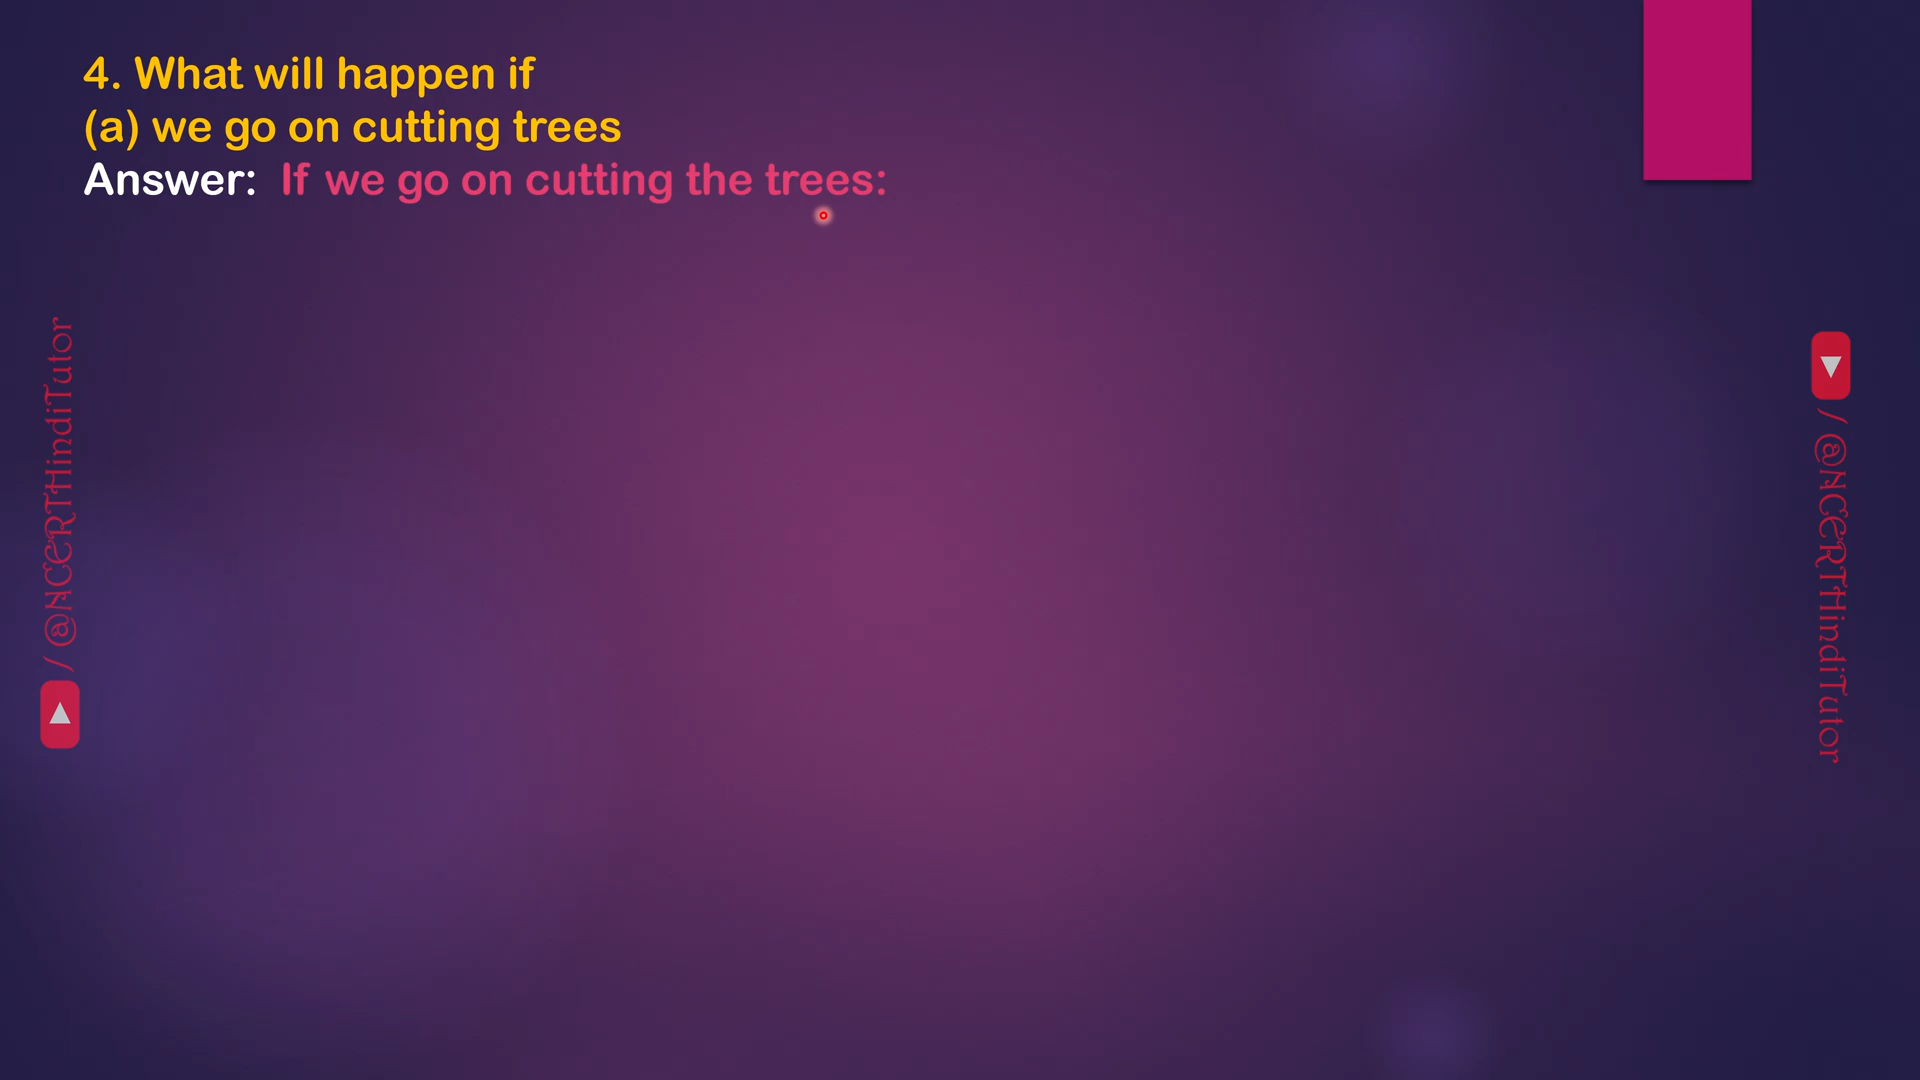 4. What will happen if
(a) we go on cutting trees
Answer: If we go on cutting the trees:
/ @NCERTHindiTutor
/ @NCERTHindiTutor